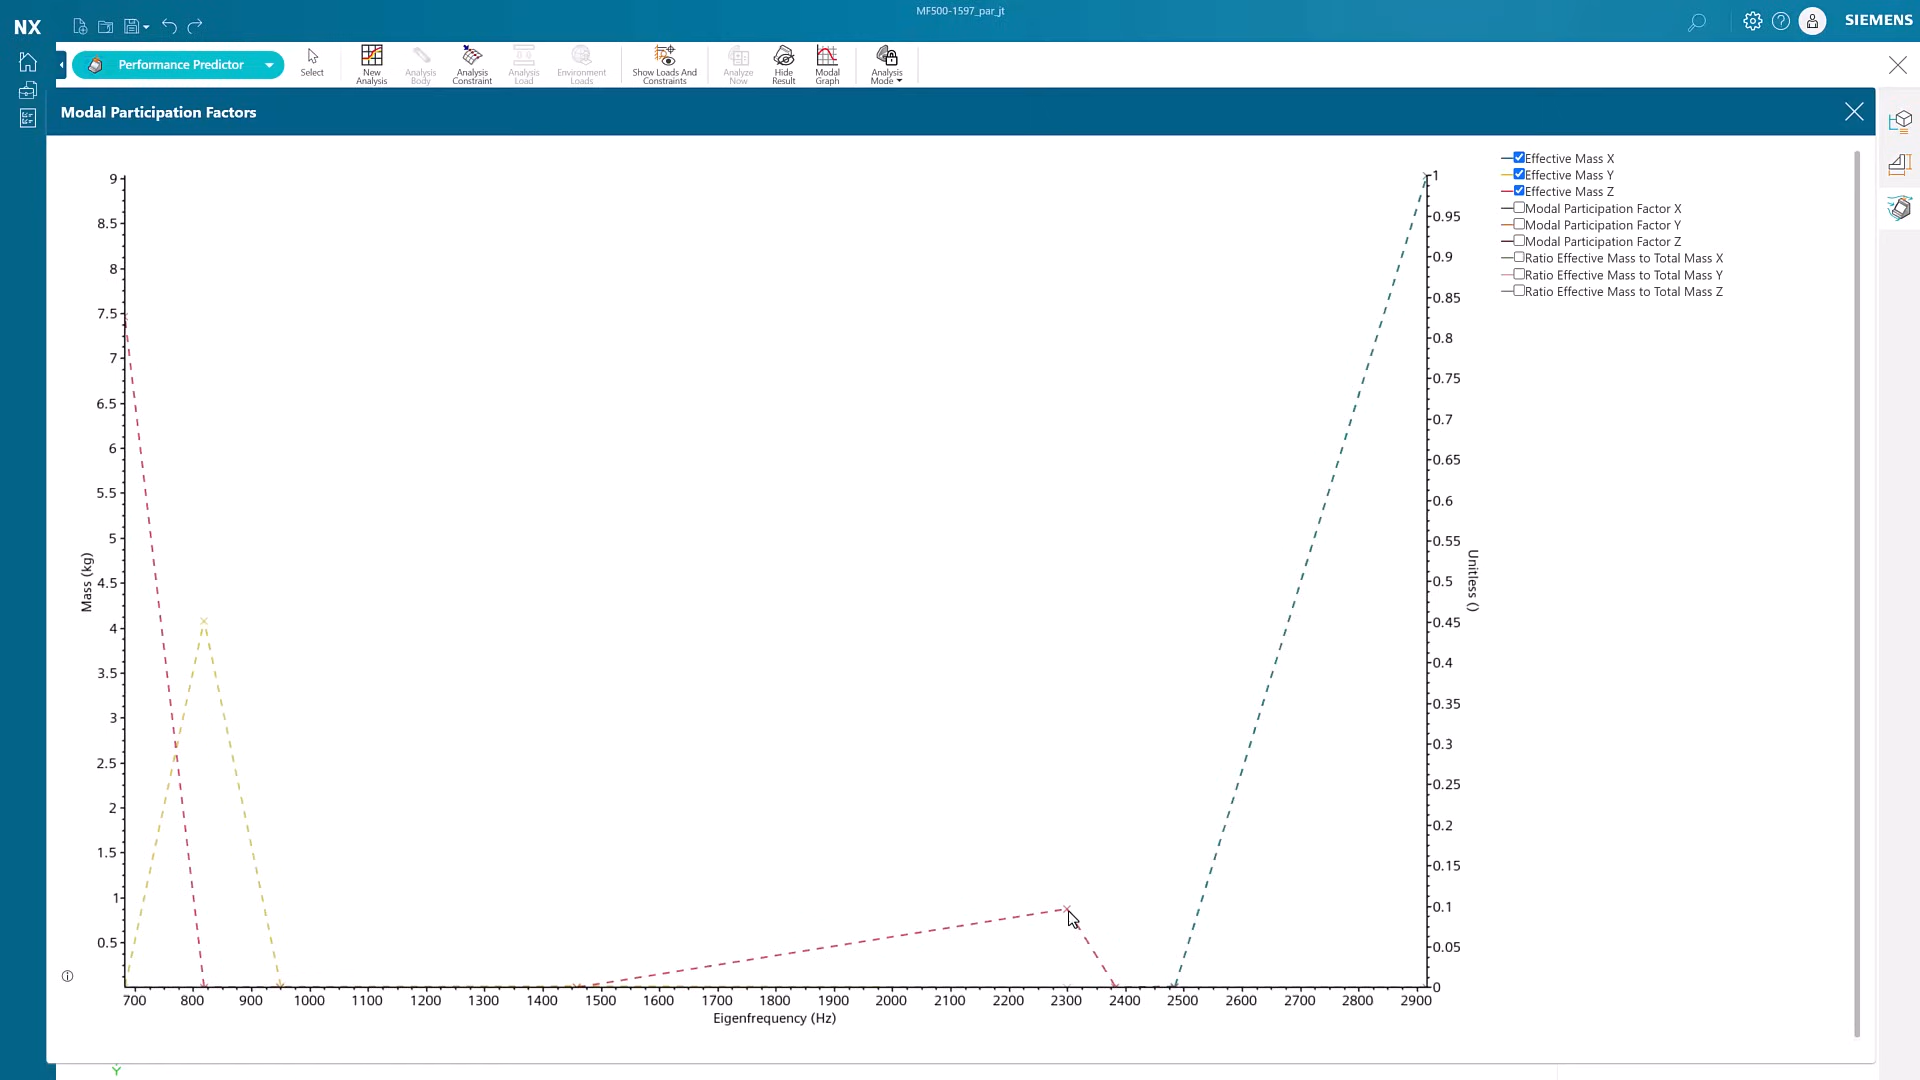 MF500-1597_par_jt
NX
SIEMENS
Performance Predictor
Select
New
Analysis
Analysis
Body
Analysis
Constraint
Analysis
Load
Environment
Loads
Show Loads And
Constraints
Analyze
Now
Hide
Result
Modal
Graph
Analysis
Mode
Modal Participation Factors
Effective Mass X
Effective Mass Y
Effective Mass Z
Modal Participation Factor X
Modal Participation Factor Y
Modal Participation Factor Z
Ratio Effective Mass to Total Mass X
Ratio Effective Mass to Total Mass Y
Ratio Effective Mass to Total Mass Z
Mass (kg)
9
8.5
8
7.5
7
6.5
6
5.5
5
4.5
4
3.5
3
2.5
2
1.5
1
0.5
1
0.95
0.9
0.85
0.8
0.75
0.7
0.65
0.6
0.55
0.5
0.45
0.4
0.35
0.3
0.25
0.2
0.15
0.1
0.05
0
Unitless ()
700 800 900 1000 1100 1200 1300 1400 1500 1600 1700 1800 1900 2000 2100 2200 2300 2400 2500 2600 2700 2800 2900
Eigenfrequency (Hz)
Y